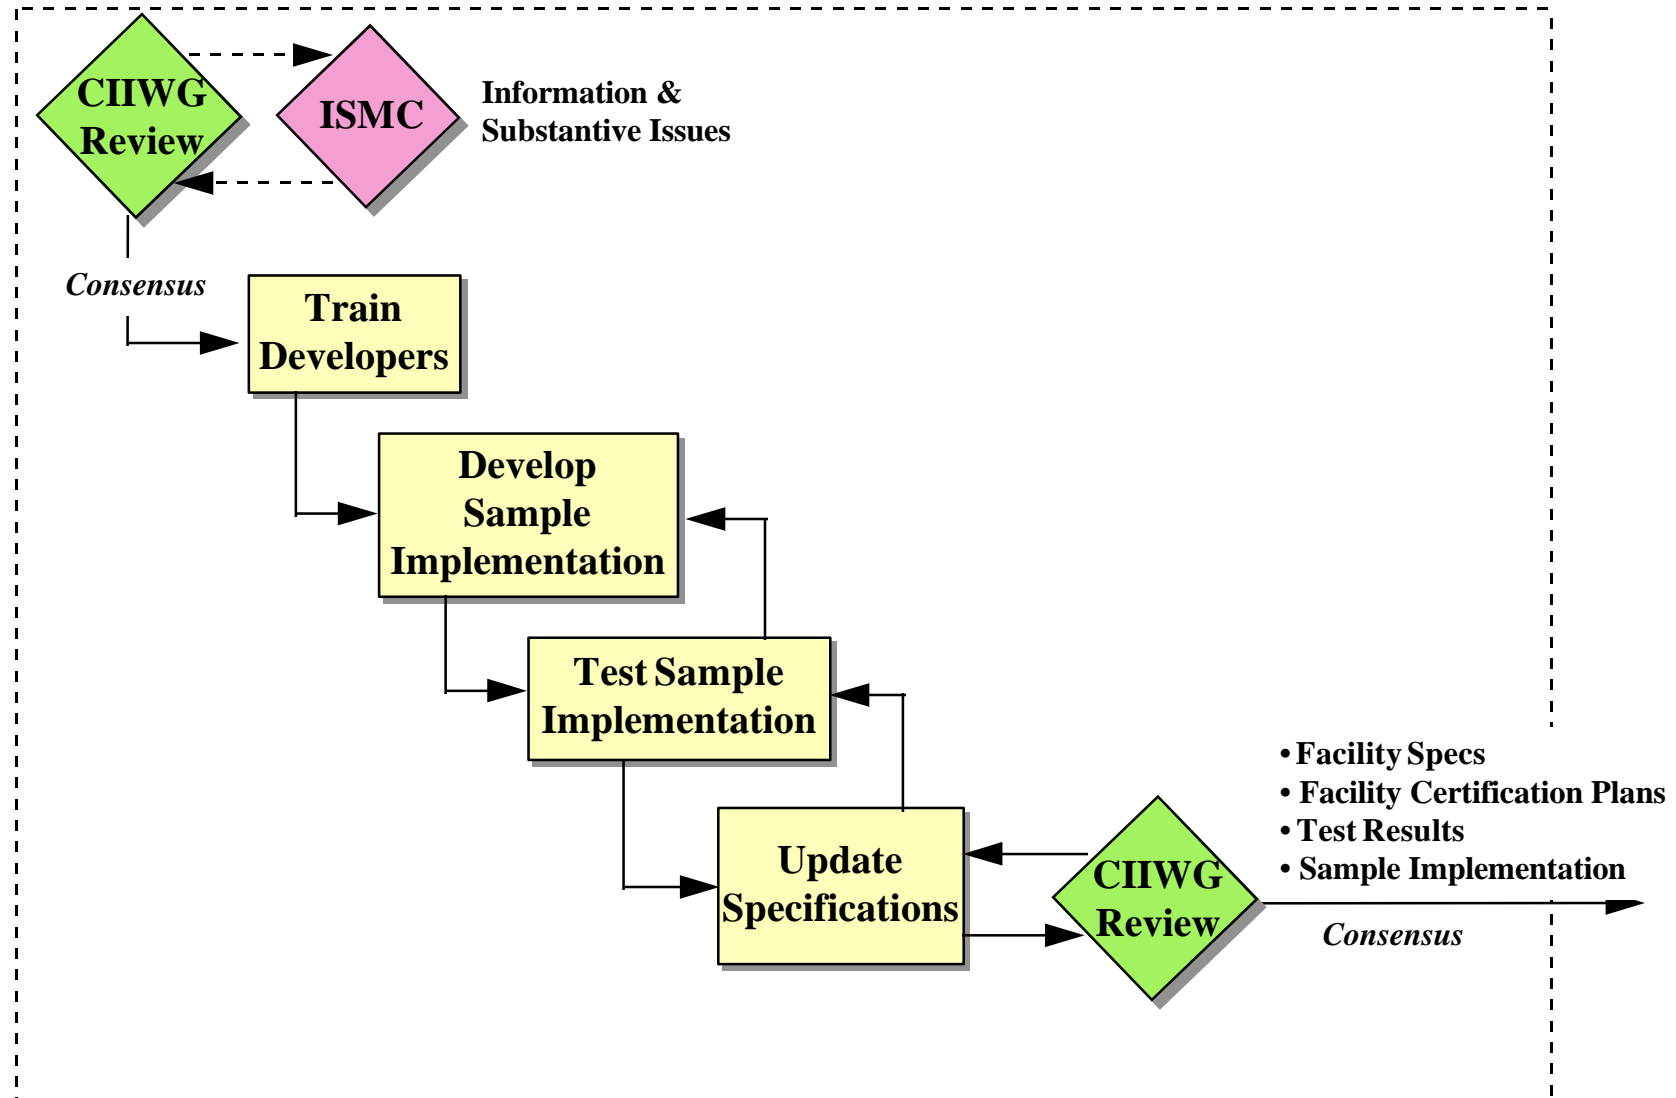 CIIWG
Review
ISMC
Information &
Substantive Issues
Consensus
Train
Developers
Develop
Sample
Implementation
Test Sample
Implementation
Update
Specifications
CIIWG
Review
• Facility Specs
• Facility Certification Plans
• Test Results
• Sample Implementation
Consensus